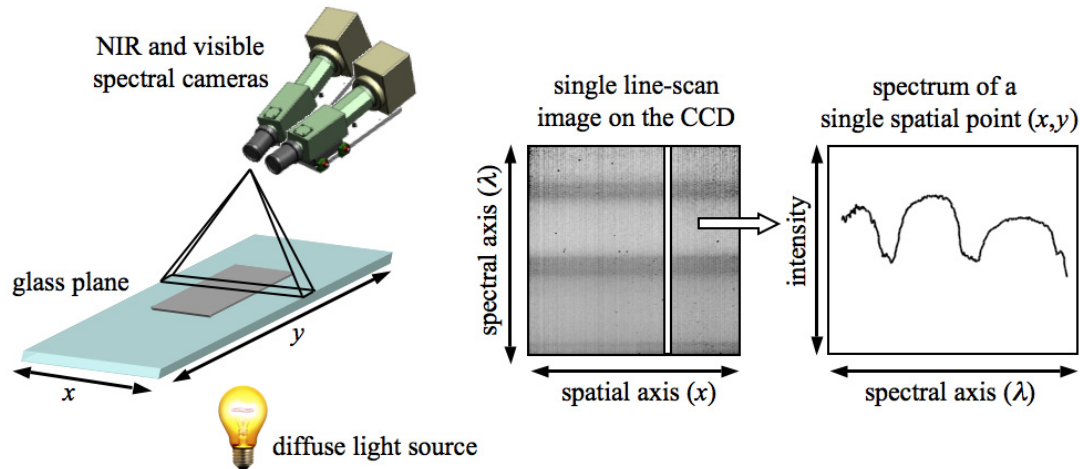 NIR and visible
spectral cameras
glass plane
x
y
diffuse light source
single line-scan
image on the CCD
spectral axis (λ)
spatial axis (x)
spectrum of a
single spatial point (x,y)
intensity
spectral axis (λ)